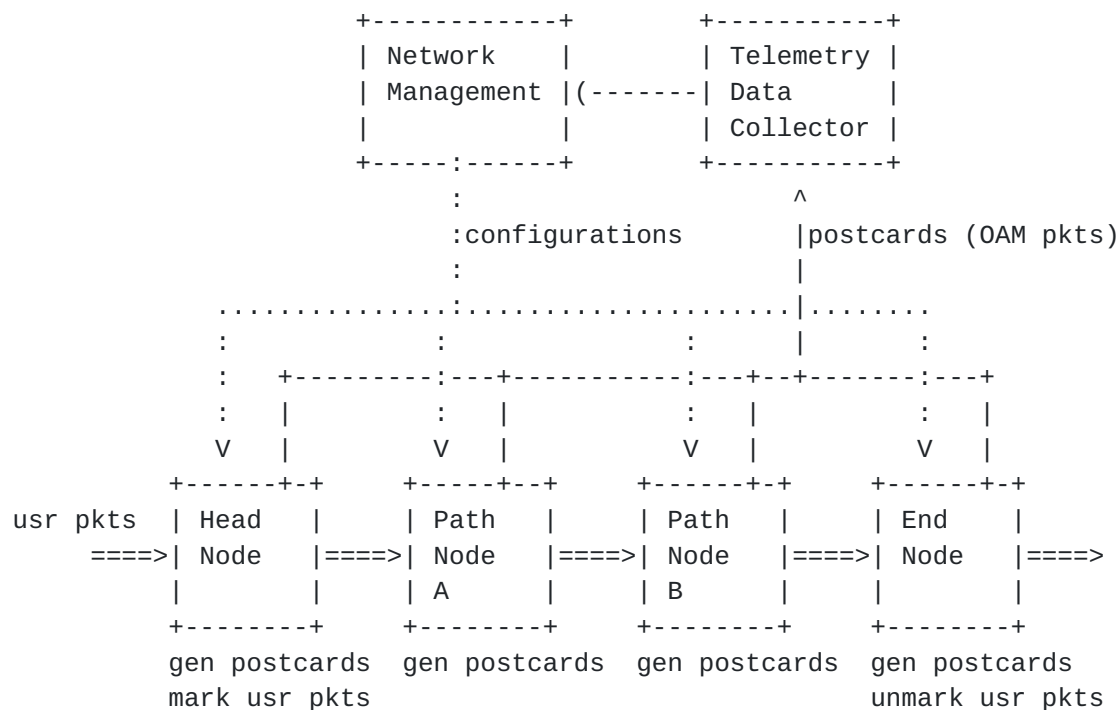 Network Telemetry
Management (------- Data
Collector
configurations postcards (OAM pkts)
V V V V
usr pkts Head Path Path End
====> Node ====> Node ====> Node ====> Node ====>
A B
gen postcards gen postcards gen postcards gen postcards
mark usr pkts unmark usr pkts